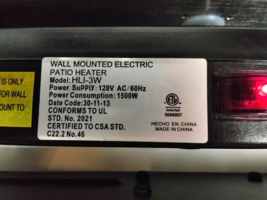 WALL MOUNTED ELECTRIC
PATIO HEATER
Model: HLI-3W
Power Supply: 120V AC/60Hz
Power Consumption: 1500W
Date Code: 30-11-13
CONFORMS TO UL
STD. No. 2021
CERTIFIED TO CSA STD.
C22.2 No.46
HECHO EN CHINA
MADE IN CHINA
IS ONLY
FOR WALL
OUNT TO